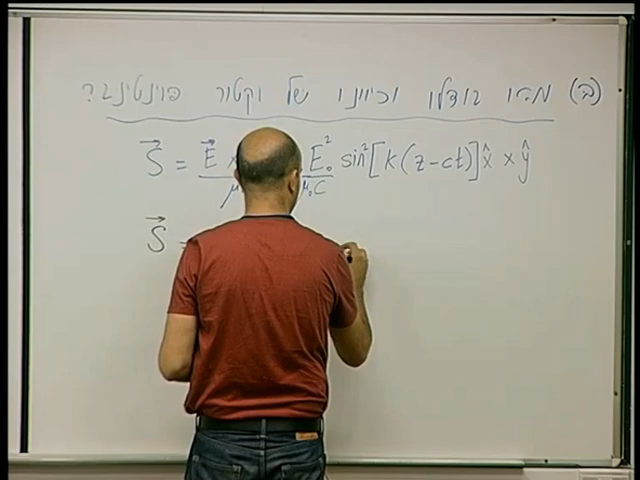 (ב) מהו גודלו וכיוונו של וקטור פוינטינג?
S⃗ = E⃗ E₀²/μ₀c sin²[k(z-ct)] x̂ × ŷ
S⃗ =